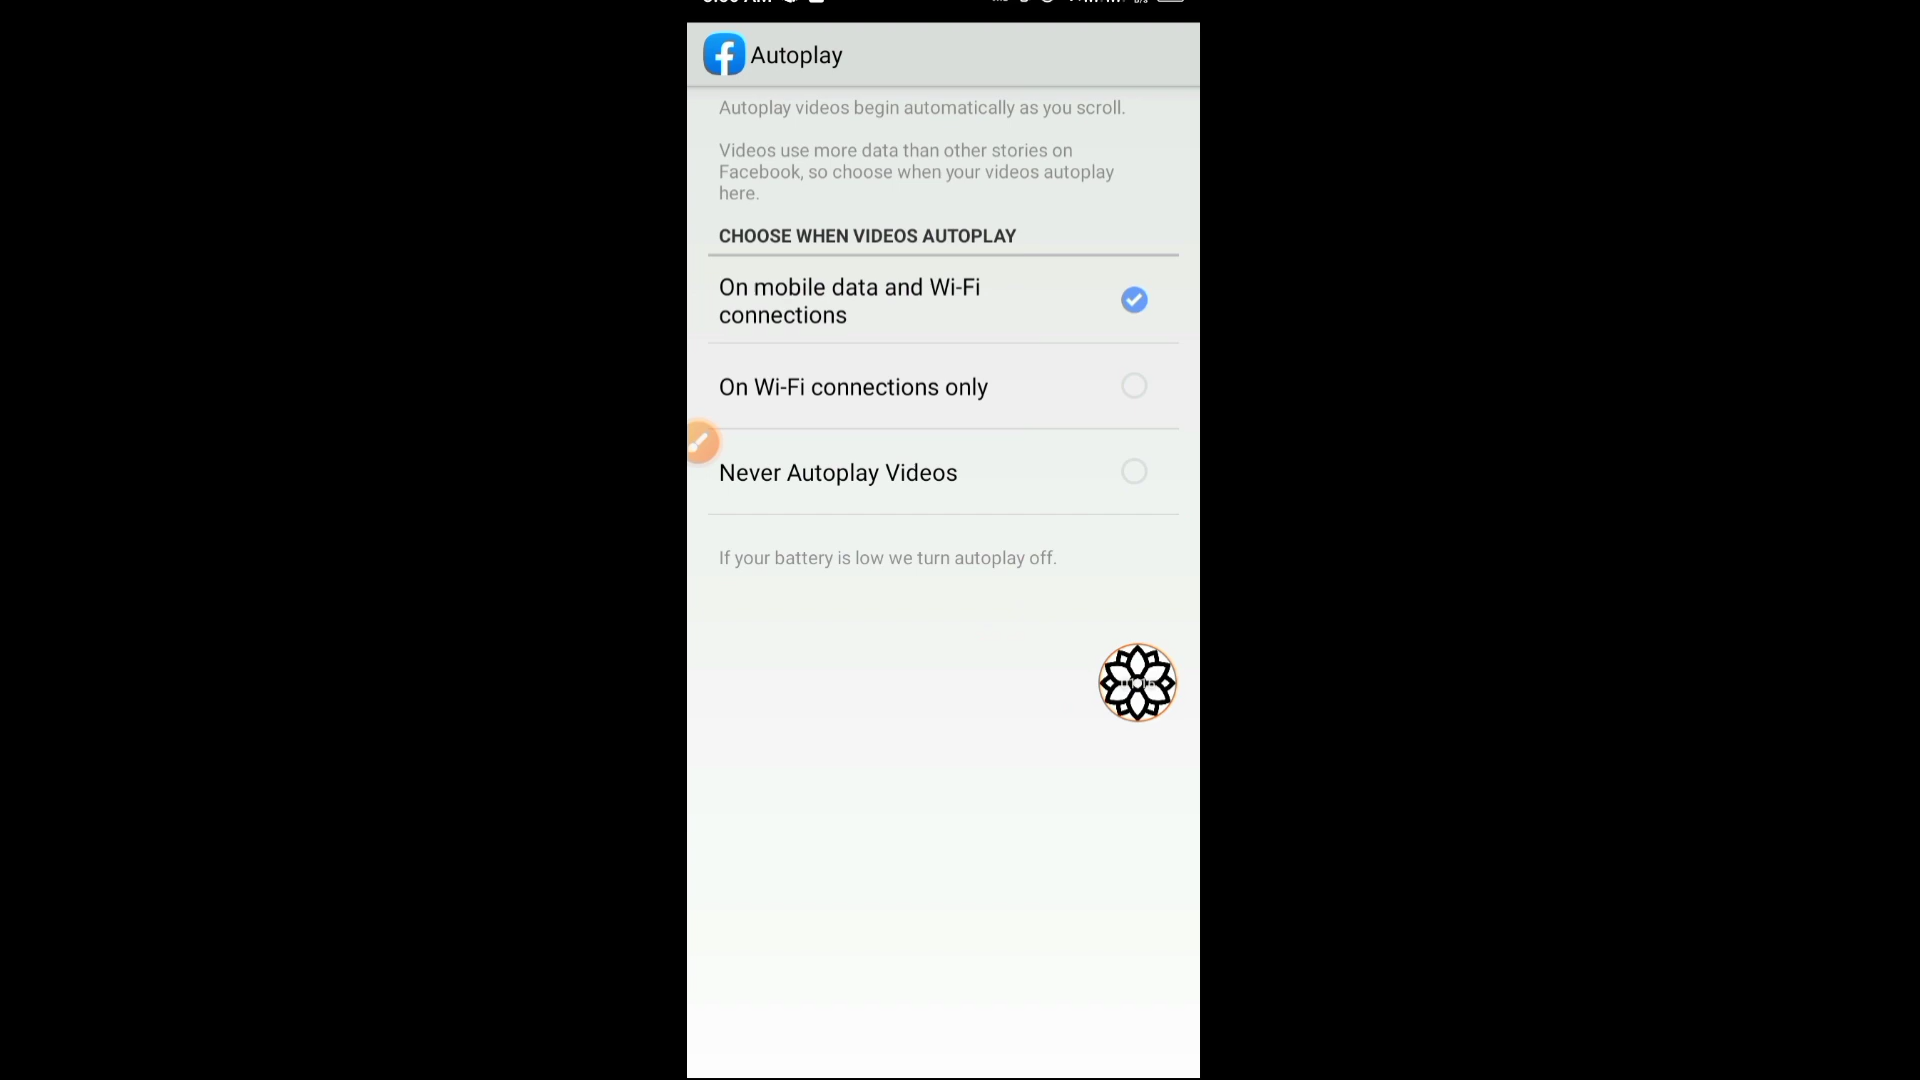 Autoplay
Autoplay videos begin automatically as you scroll.
Videos use more data than other stories on
Facebook, so choose when your videos autoplay
here.
CHOOSE WHEN VIDEOS AUTOPLAY
On mobile data and Wi-Fi
connections
On Wi-Fi connections only
Never Autoplay Videos
If your battery is low we turn autoplay off.